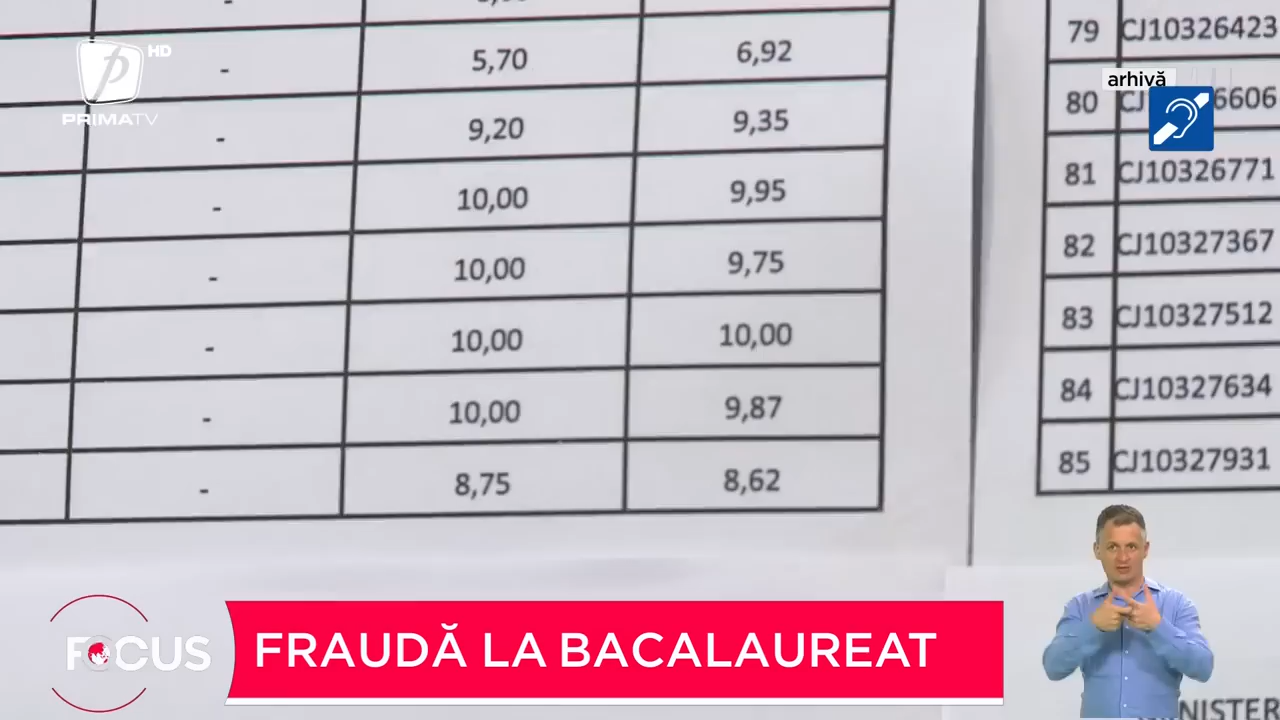 5,70 6,92
- 9,20 9,35
- 10,00 9,95
- 10,00 9,75
- 10,00 10,00
- 10,00 9,87
- 8,75 8,62
79 CJ10326423
80 CJ 6606
81 CJ10326771
82 CJ10327367
83 CJ10327512
84 CJ10327634
85 CJ10327931
HD
PRIMATV
arhivă
FOCUS
FRAUDĂ LA BACALAUREAT